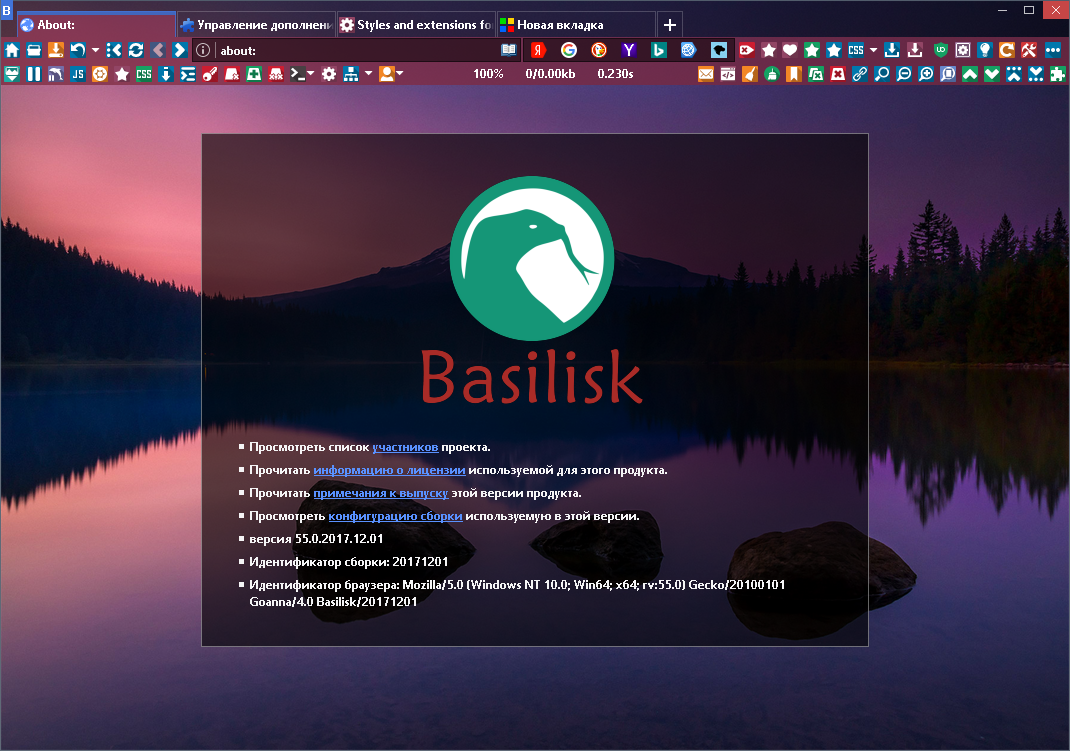 B
About:
Управление дополнен
Styles and extensions fo
Новая вкладка
about:
CSS
JS
CSS
100% 0/0.00kb 0.230s
Basilisk
Просмотреть список участников проекта.
Прочитать информацию о лицензии используемой для этого продукта.
Прочитать примечания к выпуску этой версии продукта.
Просмотреть конфигурацию сборки используемую в этой версии.
версия 55.0.2017.12.01
Идентификатор сборки: 20171201
Идентификатор браузера: Mozilla/5.0 (Windows NT 10.0; Win64; x64; rv:55.0) Gecko/20100101
Goanna/4.0 Basilisk/20171201